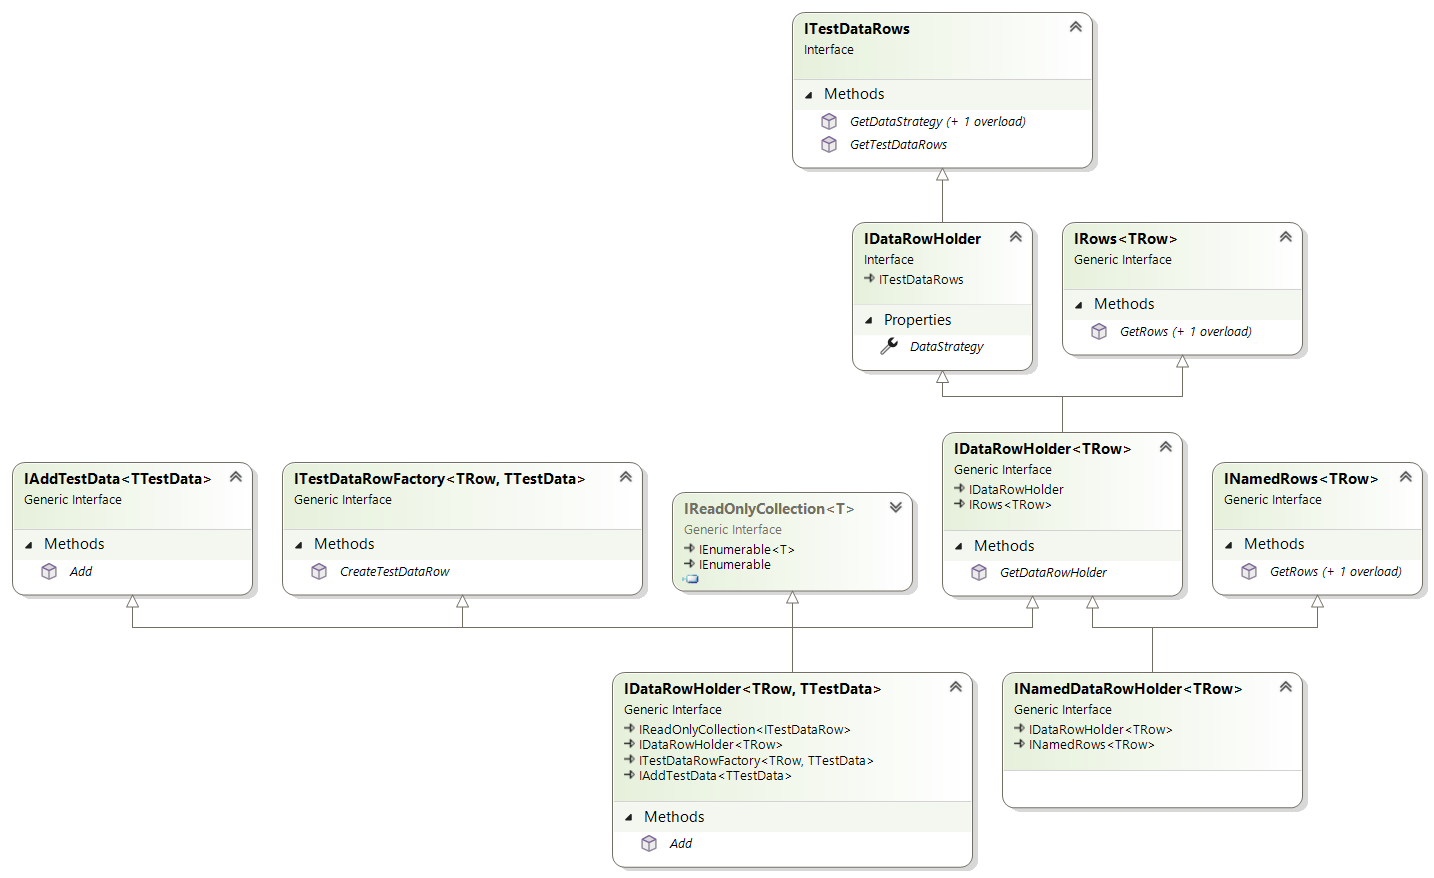 ITestDataRows
Interface
Methods
GetDataStrategy (+ 1 overload)
GetTestDataRows
IDataRowHolder
Interface
ITestDataRows
Properties
DataStrategy
IRows<TRow>
Generic Interface
Methods
GetRows (+ 1 overload)
IAddTestData<TTestData>
Generic Interface
Methods
Add
ITestDataRowFactory<TRow, TTestData>
Generic Interface
Methods
CreateTestDataRow
IReadOnlyCollection<T>
Generic Interface
IEnumerable<T>
IEnumerable
IDataRowHolder<TRow>
Generic Interface
IDataRowHolder
IRows<TRow>
Methods
GetDataRowHolder
INamedRows<TRow>
Generic Interface
Methods
GetRows (+ 1 overload)
IDataRowHolder<TRow, TTestData>
Generic Interface
IReadOnlyCollection<ITestDataRow>
IDataRowHolder<TRow>
ITestDataRowFactory<TRow, TTestData>
IAddTestData<TTestData>
Methods
Add
INamedDataRowHolder<TRow>
Generic Interface
IDataRowHolder<TRow>
INamedRows<TRow>